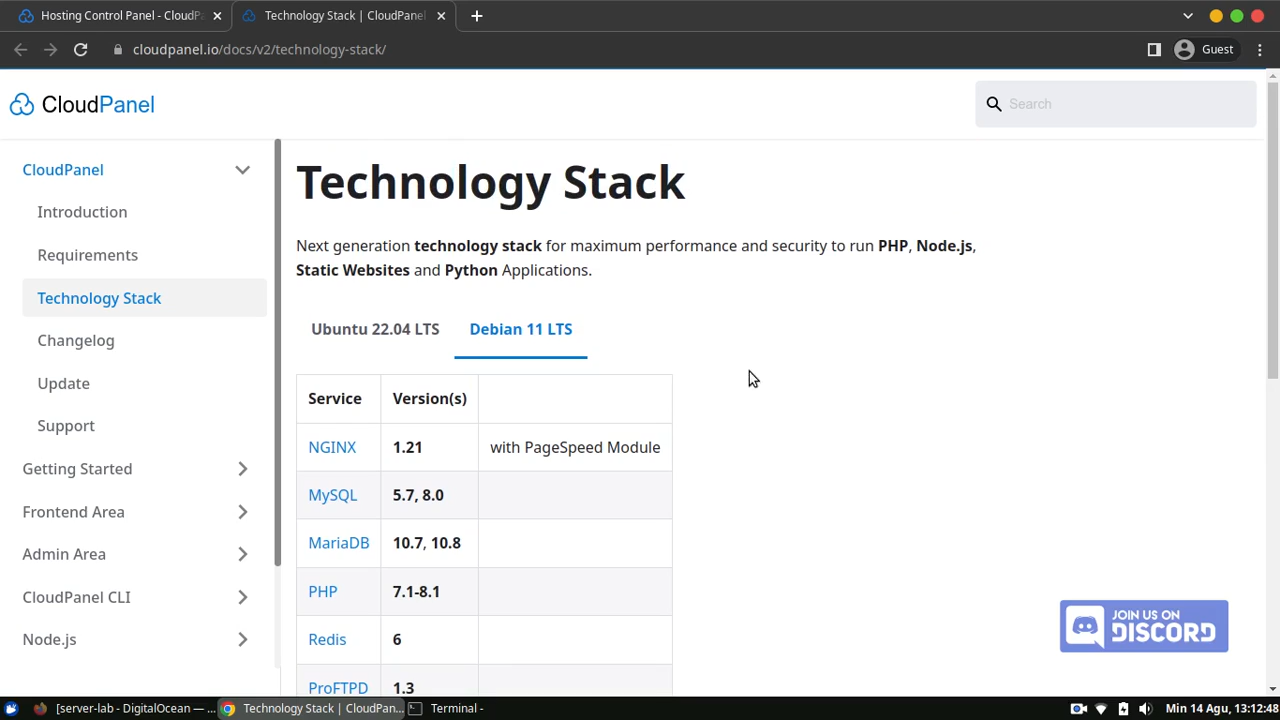 Hosting Control Panel - CloudPa
Technology Stack | CloudPanel
cloudpanel.io/docs/v2/technology-stack/
Guest
CloudPanel
Search
CloudPanel
Introduction
Requirements
Technology Stack
Changelog
Update
Support
Getting Started
Frontend Area
Admin Area
CloudPanel CLI
Node.js
Technology Stack
Next generation technology stack for maximum performance and security to run PHP, Node.js,
Static Websites and Python Applications.
Ubuntu 22.04 LTS
Debian 11 LTS
Service Version(s)
NGINX 1.21 with PageSpeed Module
MySQL 5.7, 8.0
MariaDB 10.7, 10.8
PHP 7.1-8.1
Redis 6
ProFTPD 1.3
JOIN US ON
DISCORD
[server-lab - DigitalOcean — ...
Technology Stack | CloudPan...
Terminal -
Min 14 Agu, 13:12:48